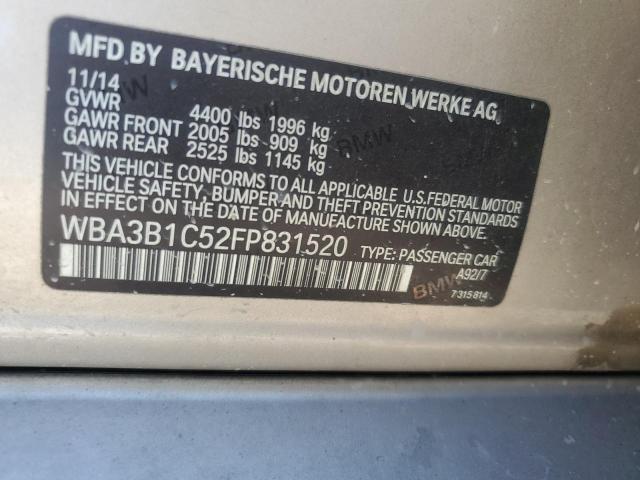 MFD BY BAYERISCHE MOTOREN WERKE AG
11/14
GVWR 4400 lbs 1996 kg
GAWR FRONT 2005 lbs 909 kg
GAWR REAR 2525 lbs 1145 kg
THIS VEHICLE CONFORMS TO ALL APPLICABLE U.S.FEDERAL MOTOR
VEHICLE SAFETY, BUMPER AND THEFT PREVENTION STANDARDS
IN EFFECT ON THE DATE OF MANUFACTURE SHOWN ABOVE.
WBA3B1C52FP831520 TYPE: PASSENGER CAR
A92/7
BMW
7315814